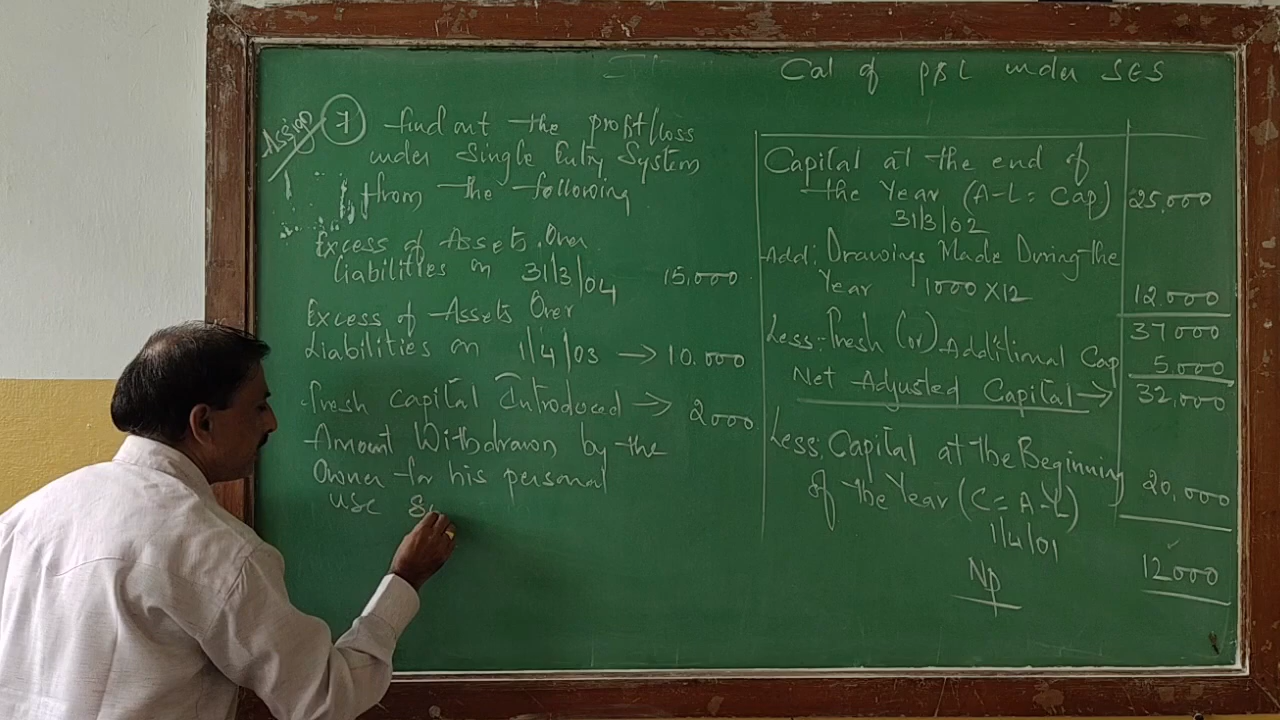 Cal of P&L under SES
Assign 7 find out the profit/loss
under Single Entry System
from the following
Excess of Assets Over
liabilities on 31/3/04 15,000
Excess of Assets Over
Liabilities on 1/4/03 → 10.000
fresh capital Introduced → 2000
Amount Withdrawn by the
Owner for his personal
use
Capital at the end of
the Year (A-L = Cap) 25,000
31/3/02
Add: Drawings Made During the
Year 1000 X 12 12000
37000
Less: fresh (or) Additional Cap 5.000
Net Adjusted Capital → 32,000
Less: Capital at the Beginning
of the Year (C = A-L) 20,000
1/4/01
NP 12000